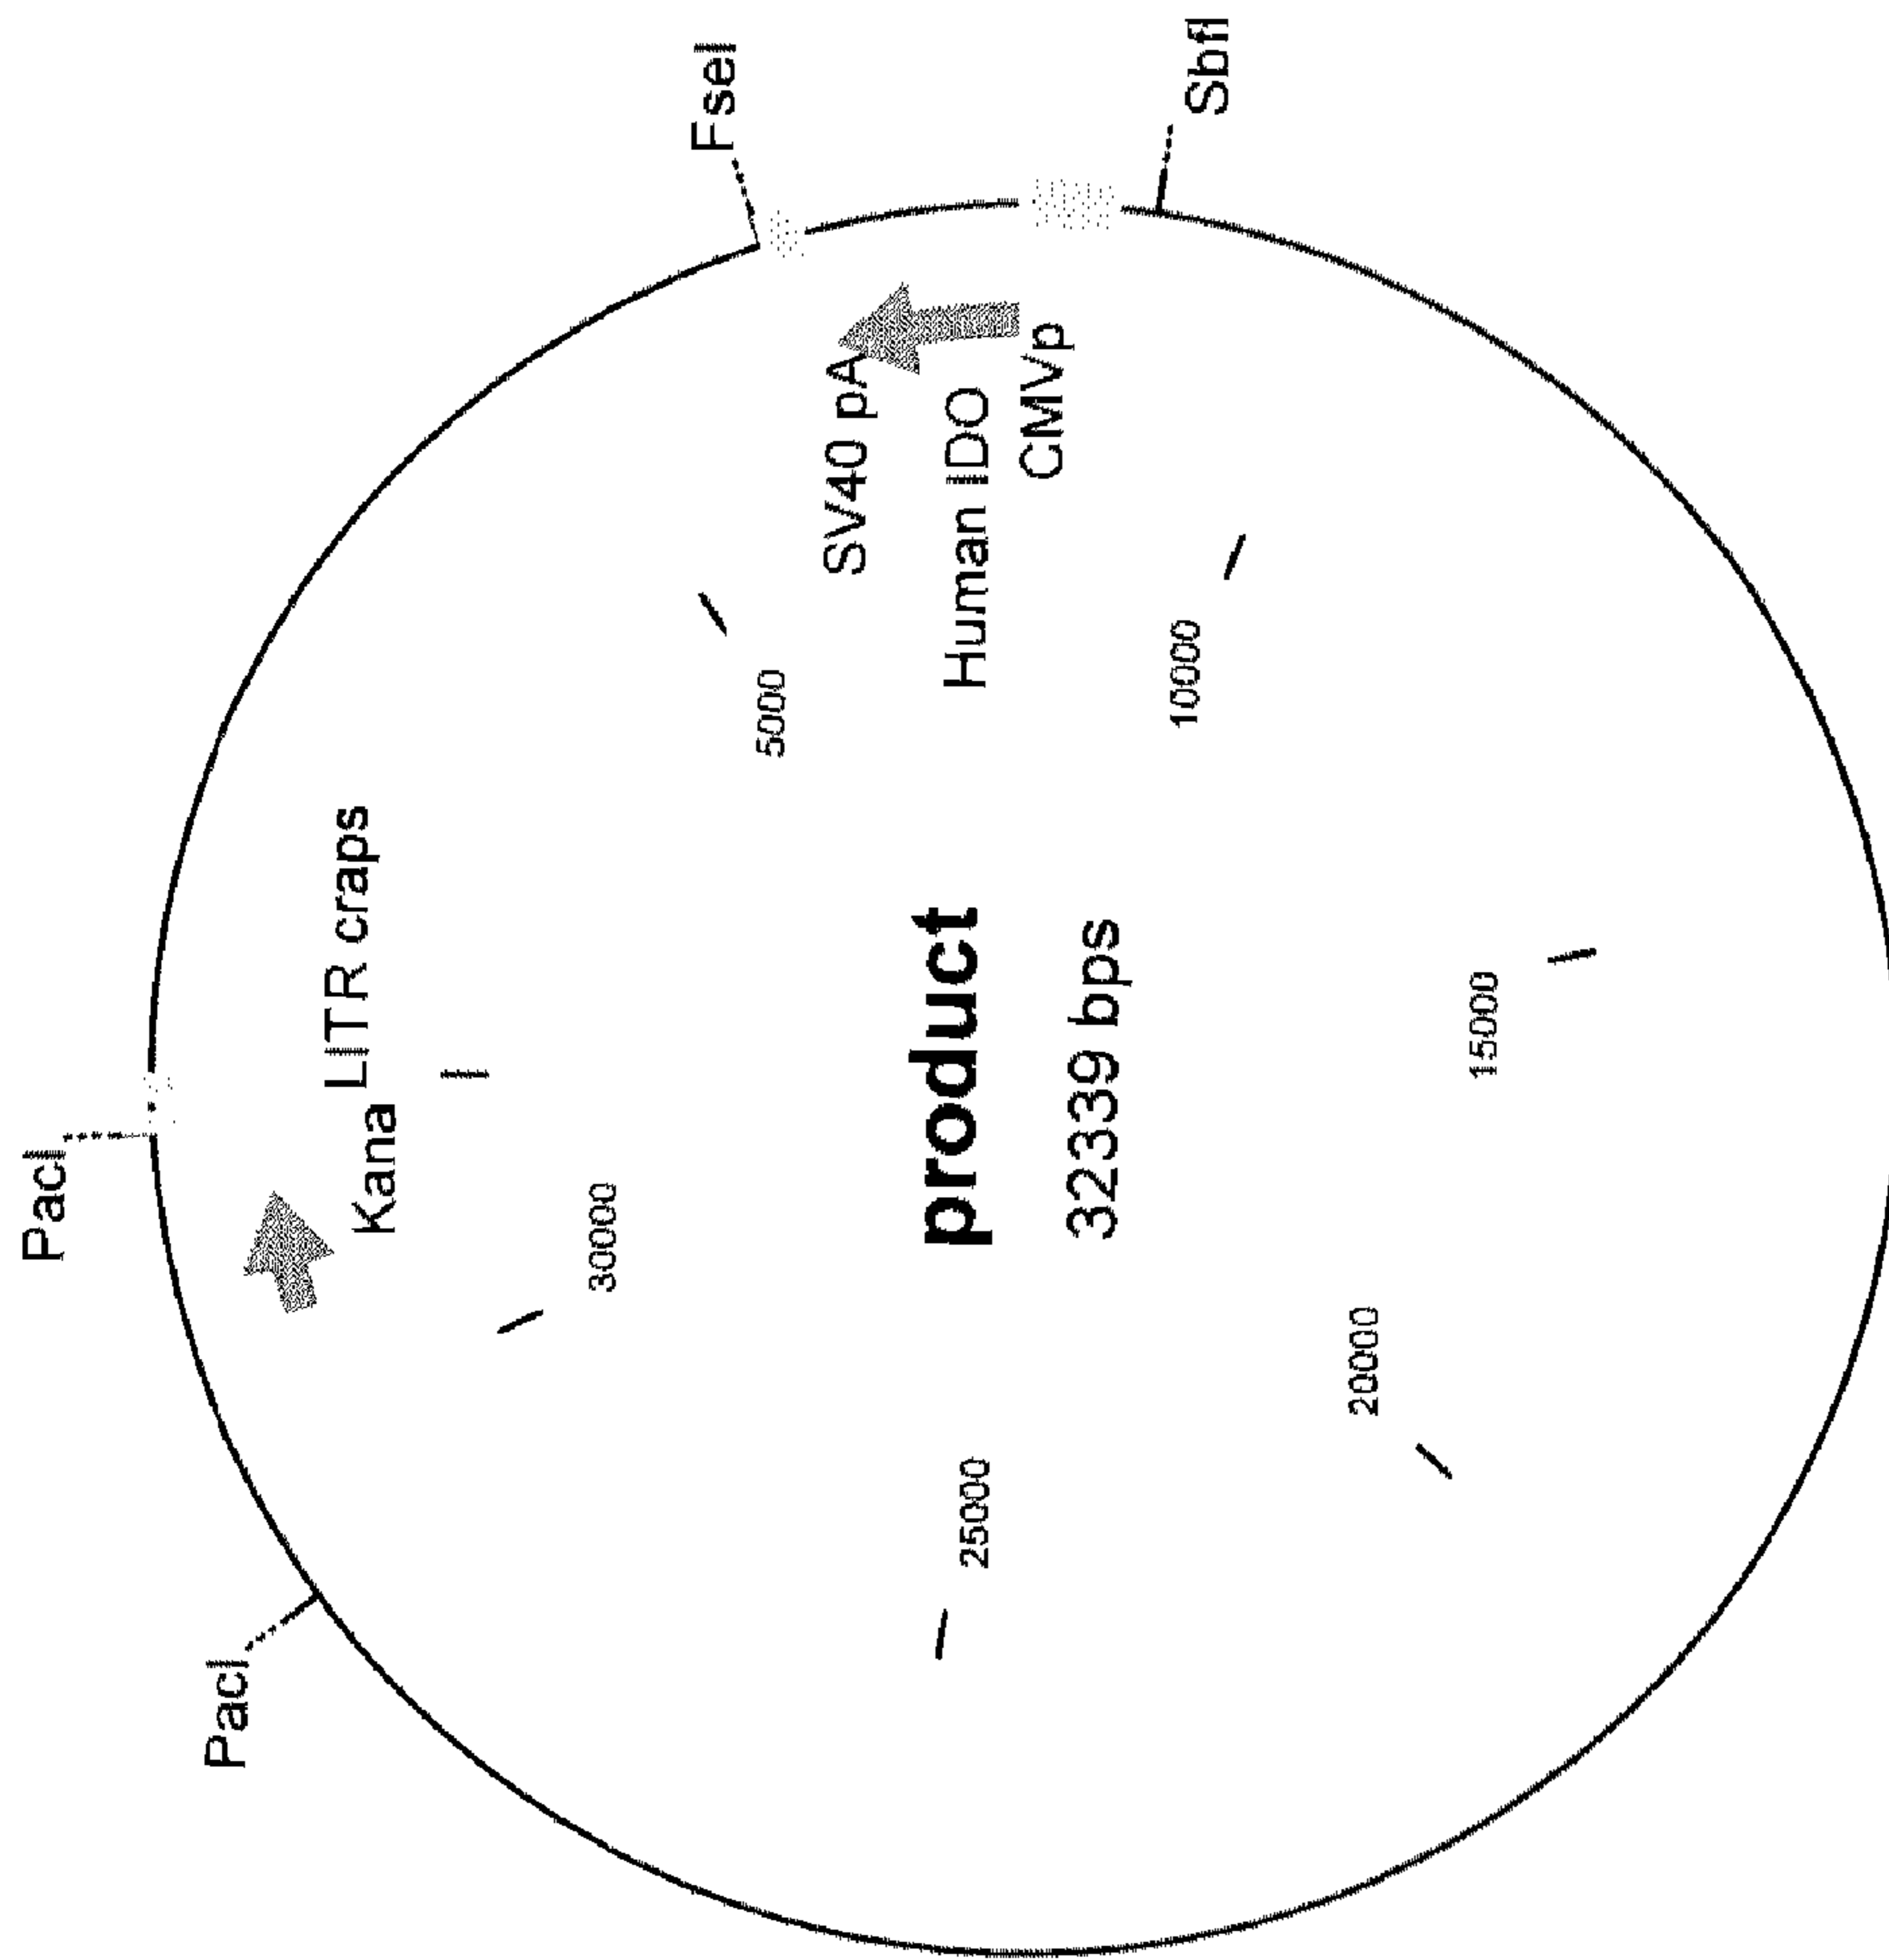 PacI
PacI
FseI
SbfI
Kana
LITR craps
SV40 pA
Human IDO
CMVp
5000
10000
15000
20000
25000
30000
product
32339 bps